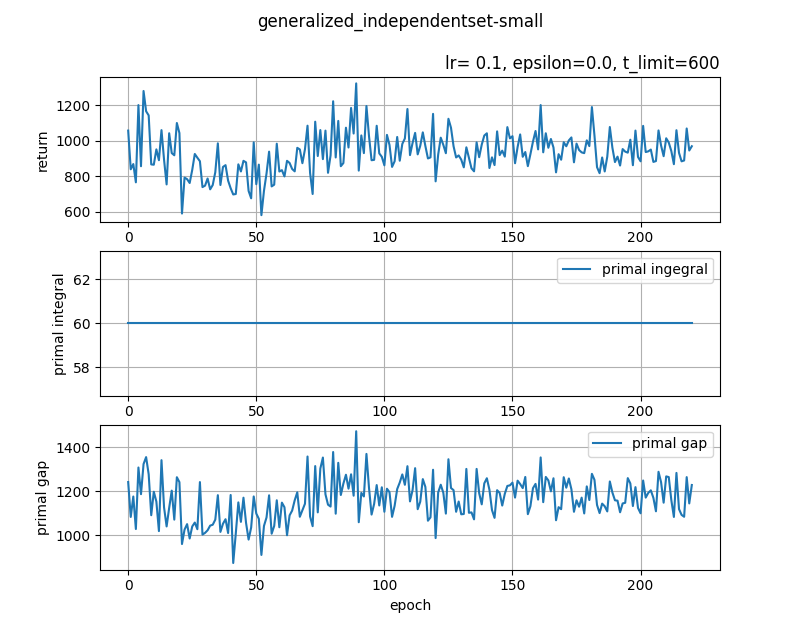 generalized_independentset-small
lr= 0.1, epsilon=0.0, t_limit=600
return
1200
1000
800
600
0 50 100 150 200
primal integral
primal ingegral
62
60
58
0 50 100 150 200
primal gap
primal gap
1400
1200
1000
0 50 100 150 200
epoch